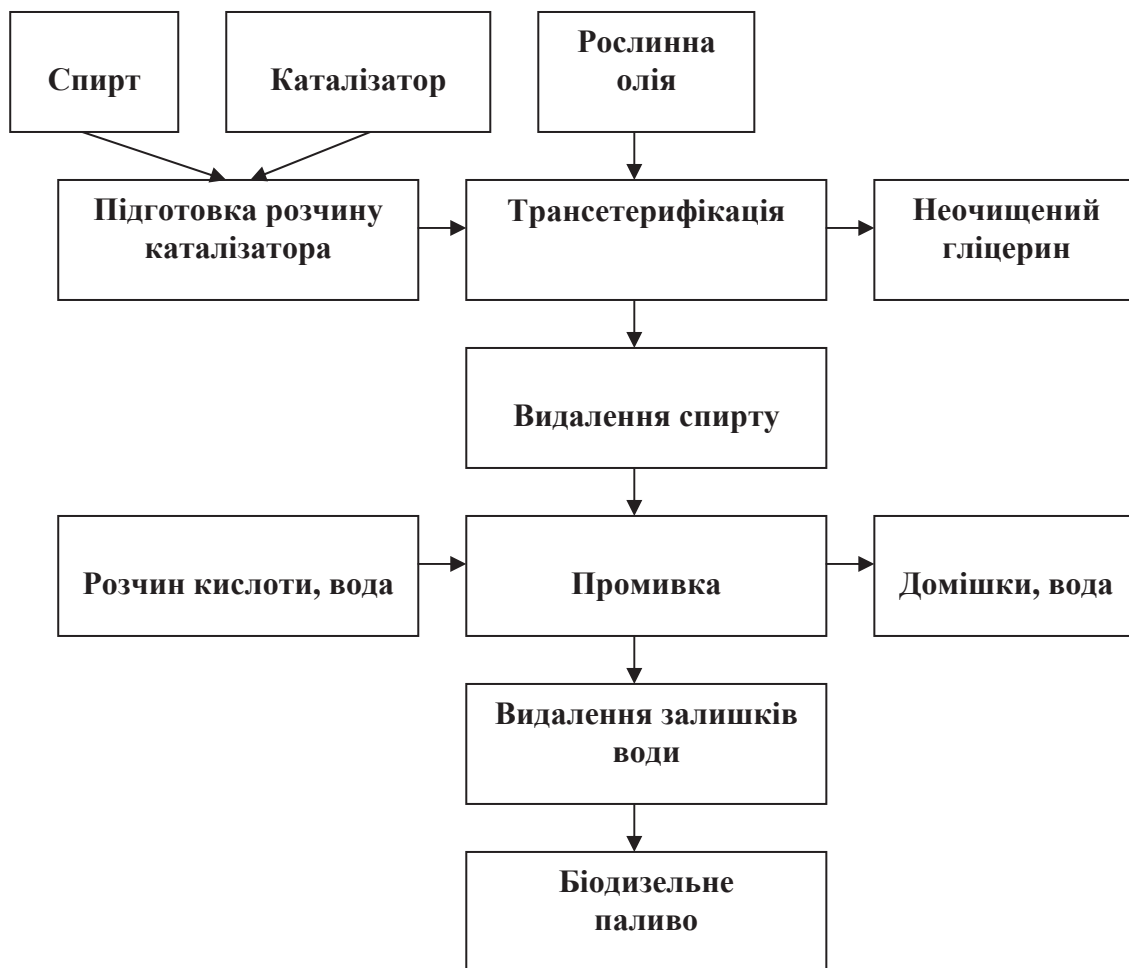 Спирт
Каталізатор
Рослинна
олія
Підготовка розчину
каталізатора
Трансетерифікація
Неочищений
гліцерин
Видалення спирту
Розчин кислоти, вода
Промивка
Домішки, вода
Видалення залишків
води
Біодизельне
паливо